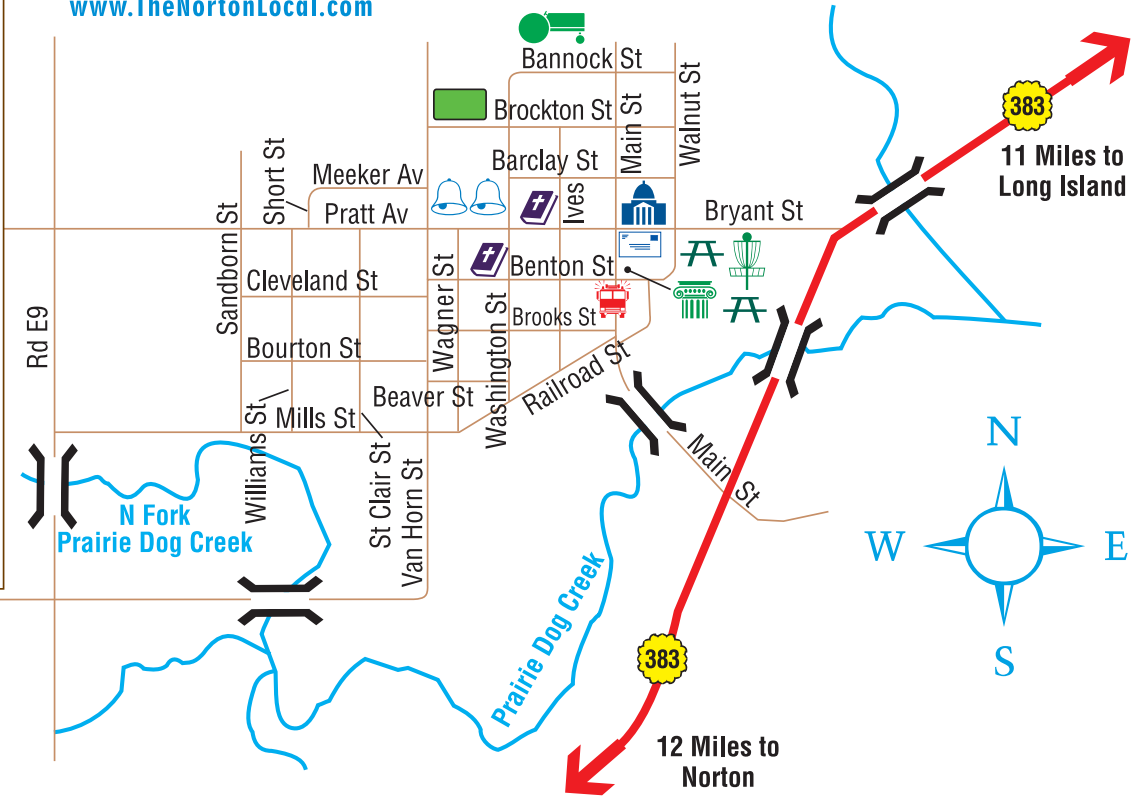 www.TheNortonLocal.com
Bannock St
Brockton St
Main St
Walnut St
383
11 Miles to
Long Island
Barclay St
Short St
Meeker Av
Ives
Pratt Av
Bryant St
Sandborn St
Cleveland St
Wagner St
Benton St
Washington St
Brooks St
Rd E9
Bourton St
Railroad St
Beaver St
Mills St
Williams St
St Clair St
Van Horn St
Main St
N Fork
Prairie Dog Creek
N
W
E
S
Prairie Dog Creek
383
12 Miles to
Norton